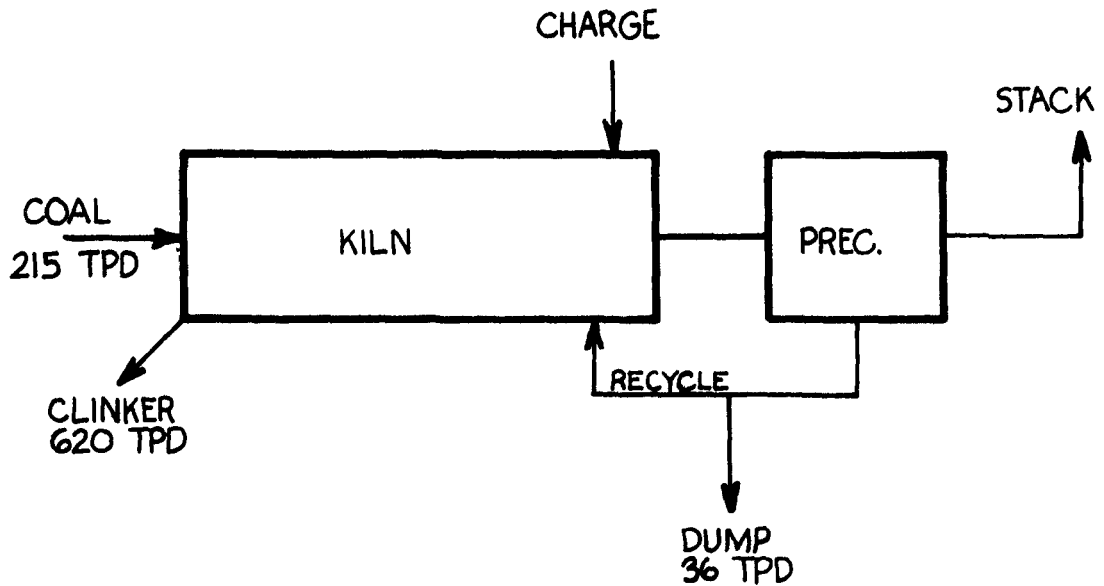 CHARGE
STACK
COAL
215 TPD
KILN
PREC.
RECYCLE
CLINKER
620 TPD
DUMP
36 TPD